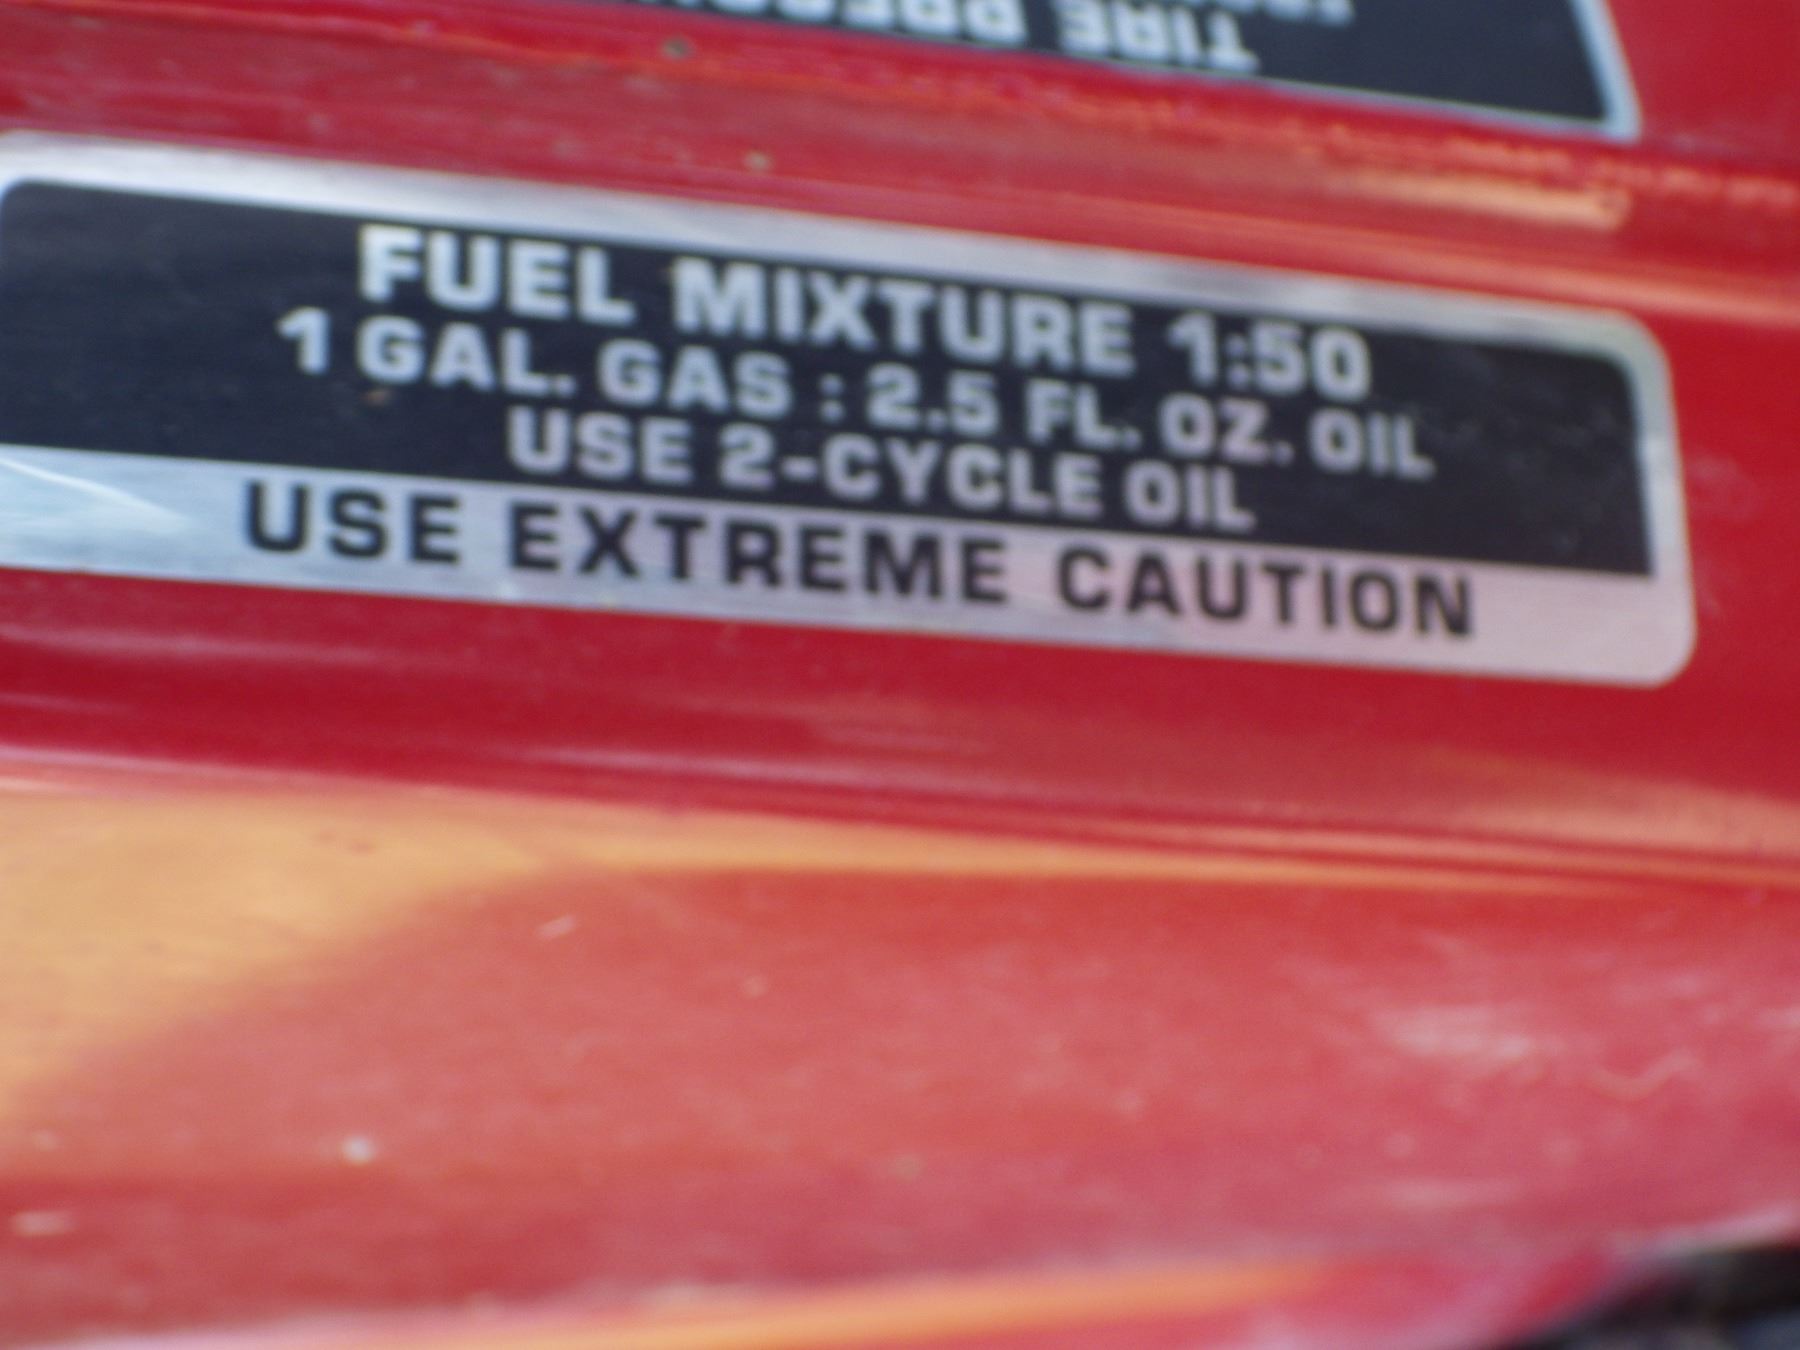 TIRE
FUEL MIXTURE 1:50
1 GAL. GAS : 2.5 FL. OZ. OIL
USE 2-CYCLE OIL
USE EXTREME CAUTION